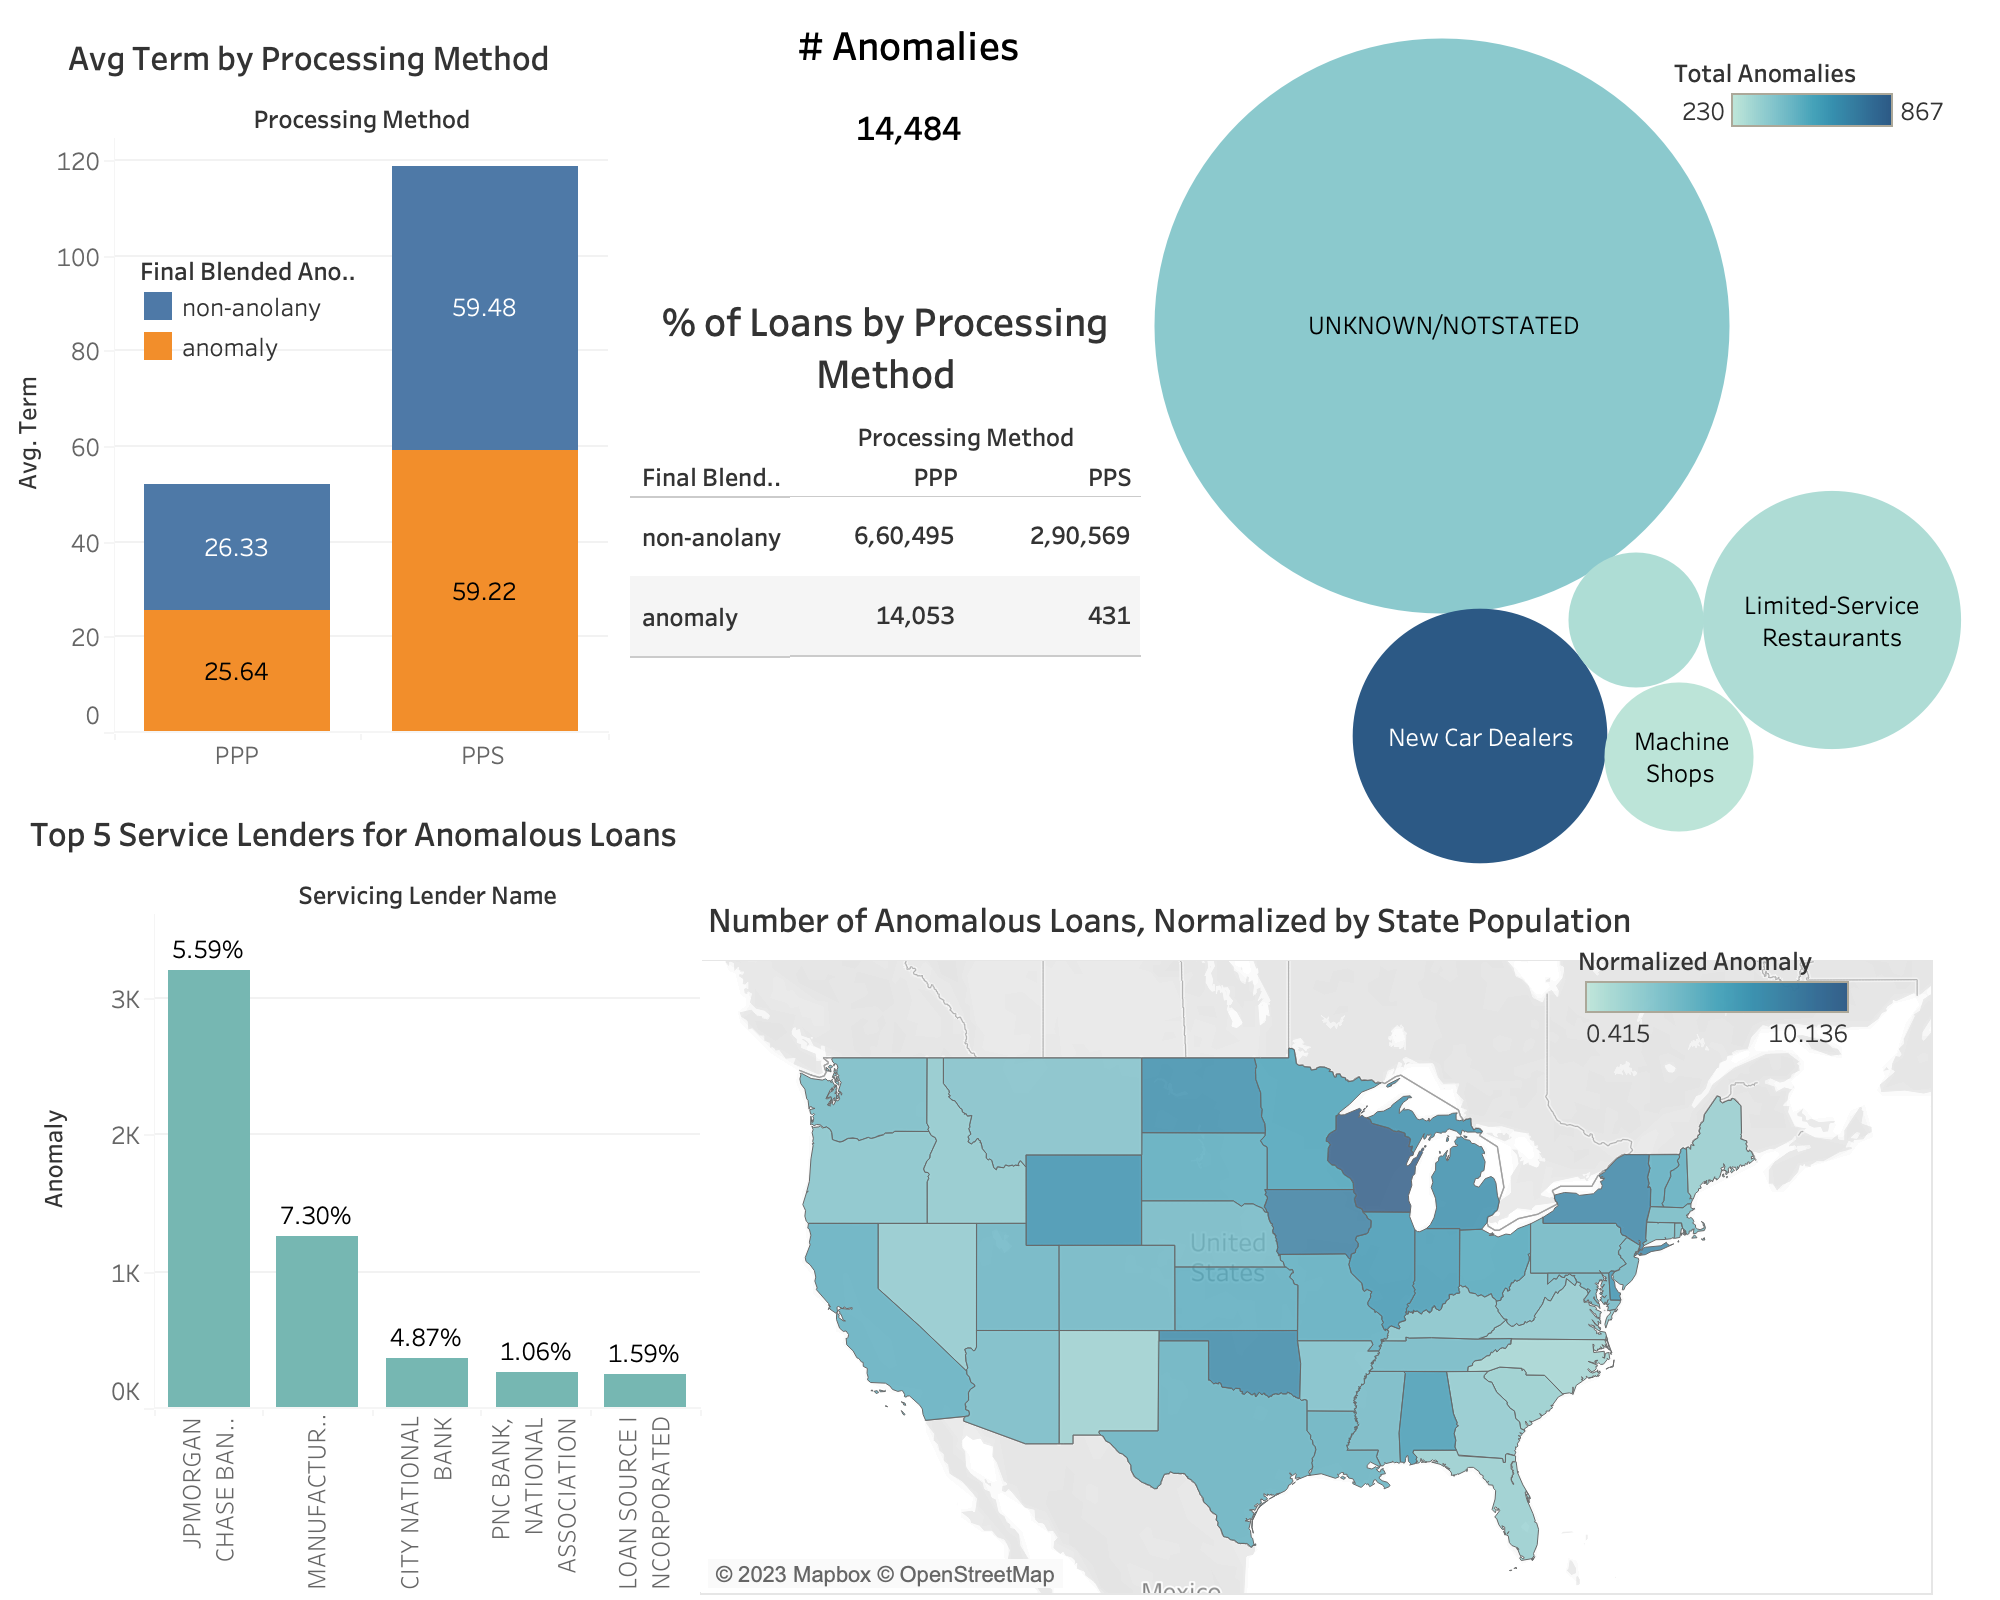 Avg Term by Processing Method
Processing Method
120
100
80
60
40
20
0
Avg. Term
Final Blended Ano..
non-anolany
anomaly
59.48
59.22
26.33
25.64
PPP
PPS
# Anomalies
14,484
% of Loans by Processing
Method
Processing Method
Final Blend.. PPP PPS
non-anolany 6,60,495 2,90,569
anomaly 14,053 431
Total Anomalies
230 867
UNKNOWN/NOTSTATED
Limited-Service
Restaurants
New Car Dealers
Machine
Shops
Top 5 Service Lenders for Anomalous Loans
Servicing Lender Name
Anomaly
3K
2K
1K
0K
5.59%
7.30%
4.87%
1.06%
1.59%
JPMORGAN
CHASE BAN..
MANUFACTUR..
CITY NATIONAL
BANK
PNC BANK,
NATIONAL
ASSOCIATION
LOAN SOURCE I
NCORPORATED
Number of Anomalous Loans, Normalized by State Population
Normalized Anomaly
0.415 10.136
United
States
© 2023 Mapbox © OpenStreetMap
Mexico